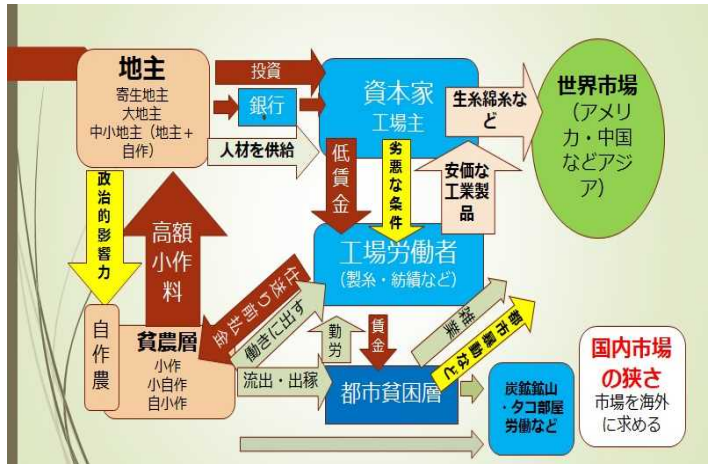 地主
寄生地主
大地主
中小地主（地主＋
自作）
投資
銀行
人材を供給
資本家
工場主
生糸綿糸な
ど
世界市場
（アメリ
カ・中国
などアジ
ア）
低賃金
劣悪な条件
安価な
工業製
品
政治的影響力
高額
小作
料
工場労働者
（製糸・紡績など）
仕送り前払金
働きに出す
自作農
貧農層
小作
小自作
自小作
流出・出稼
勤労
賃金
雑業
都市暴動など
都市貧困層
炭鉱鉱山
・タコ部屋
労働など
国内市場
の狭さ
市場を海外
に求める